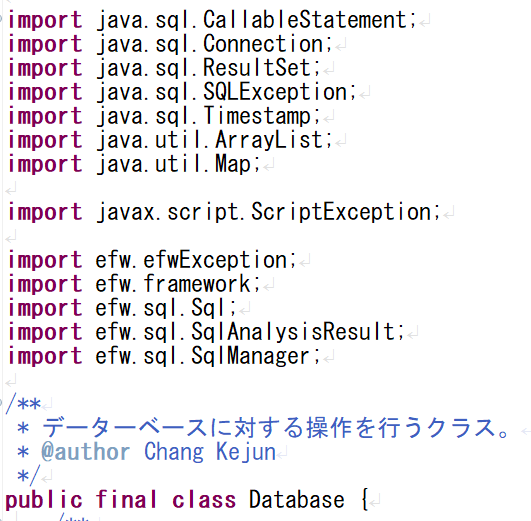 import java.sql.CallableStatement;
import java.sql.Connection;
import java.sql.ResultSet;
import java.sql.SQLException;
import java.sql.Timestamp;
import java.util.ArrayList;
import java.util.Map;
import javax.script.ScriptException;
import efw.efwException;
import efw.framework;
import efw.sql.Sql;
import efw.sql.SqlAnalysisResult;
import efw.sql.SqlManager;
/**
 * データーベースに対する操作を行うクラス。
 * @author Chang Kejun
 */
public final class Database {